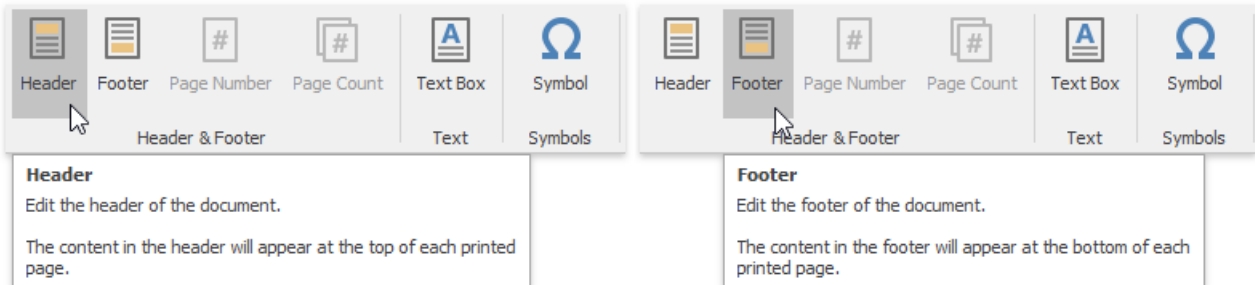 Header Footer Page Number Page Count Text Box Symbol
Header & Footer Text Symbols
Header
Edit the header of the document.
The content in the header will appear at the top of each printed
page.
Header Footer Page Number Page Count Text Box Symbol
Header & Footer Text Symbols
Footer
Edit the footer of the document.
The content in the footer will appear at the bottom of each
printed page.